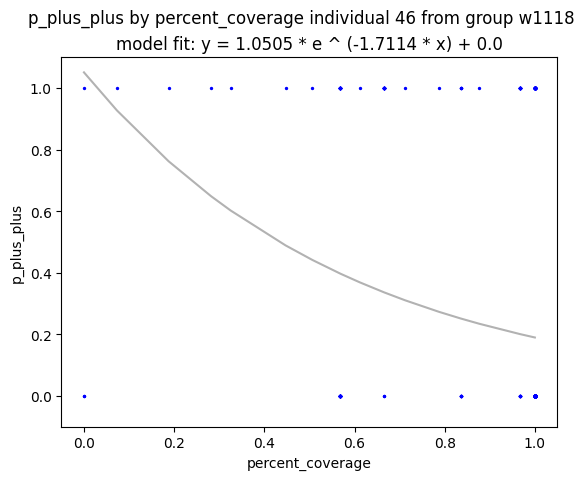 p_plus_plus by percent_coverage individual 46 from group w1118
model fit: y = 1.0505 * e ^ (-1.7114 * x) + 0.0
1.0
0.8
0.6
0.4
0.2
0.0
p_plus_plus
0.0 0.2 0.4 0.6 0.8 1.0
percent_coverage